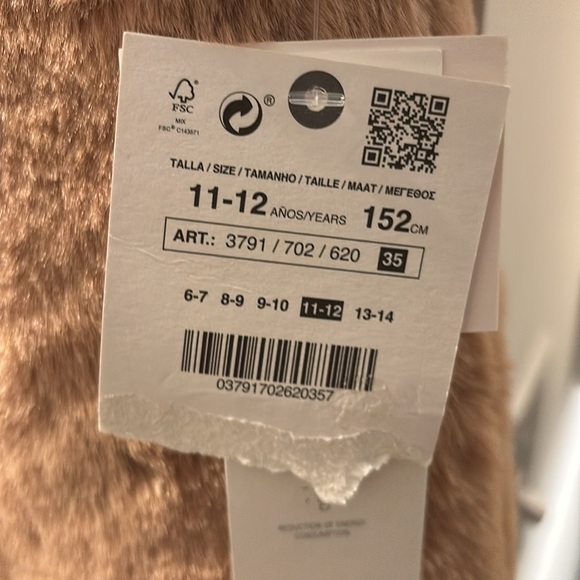 FSC®
MIX
FSC® C143671
®
TALLA / SIZE / TAMANHO / TAILLE / MAAT / ΜΕΓΕΘΟΣ
11-12 AÑOS/YEARS 152CM
ART.: 3791 / 702 / 620 35
6-7 8-9 9-10 11-12 13-14
03791702620357
REDUCTION OF ENERGY
CONSUMPTION